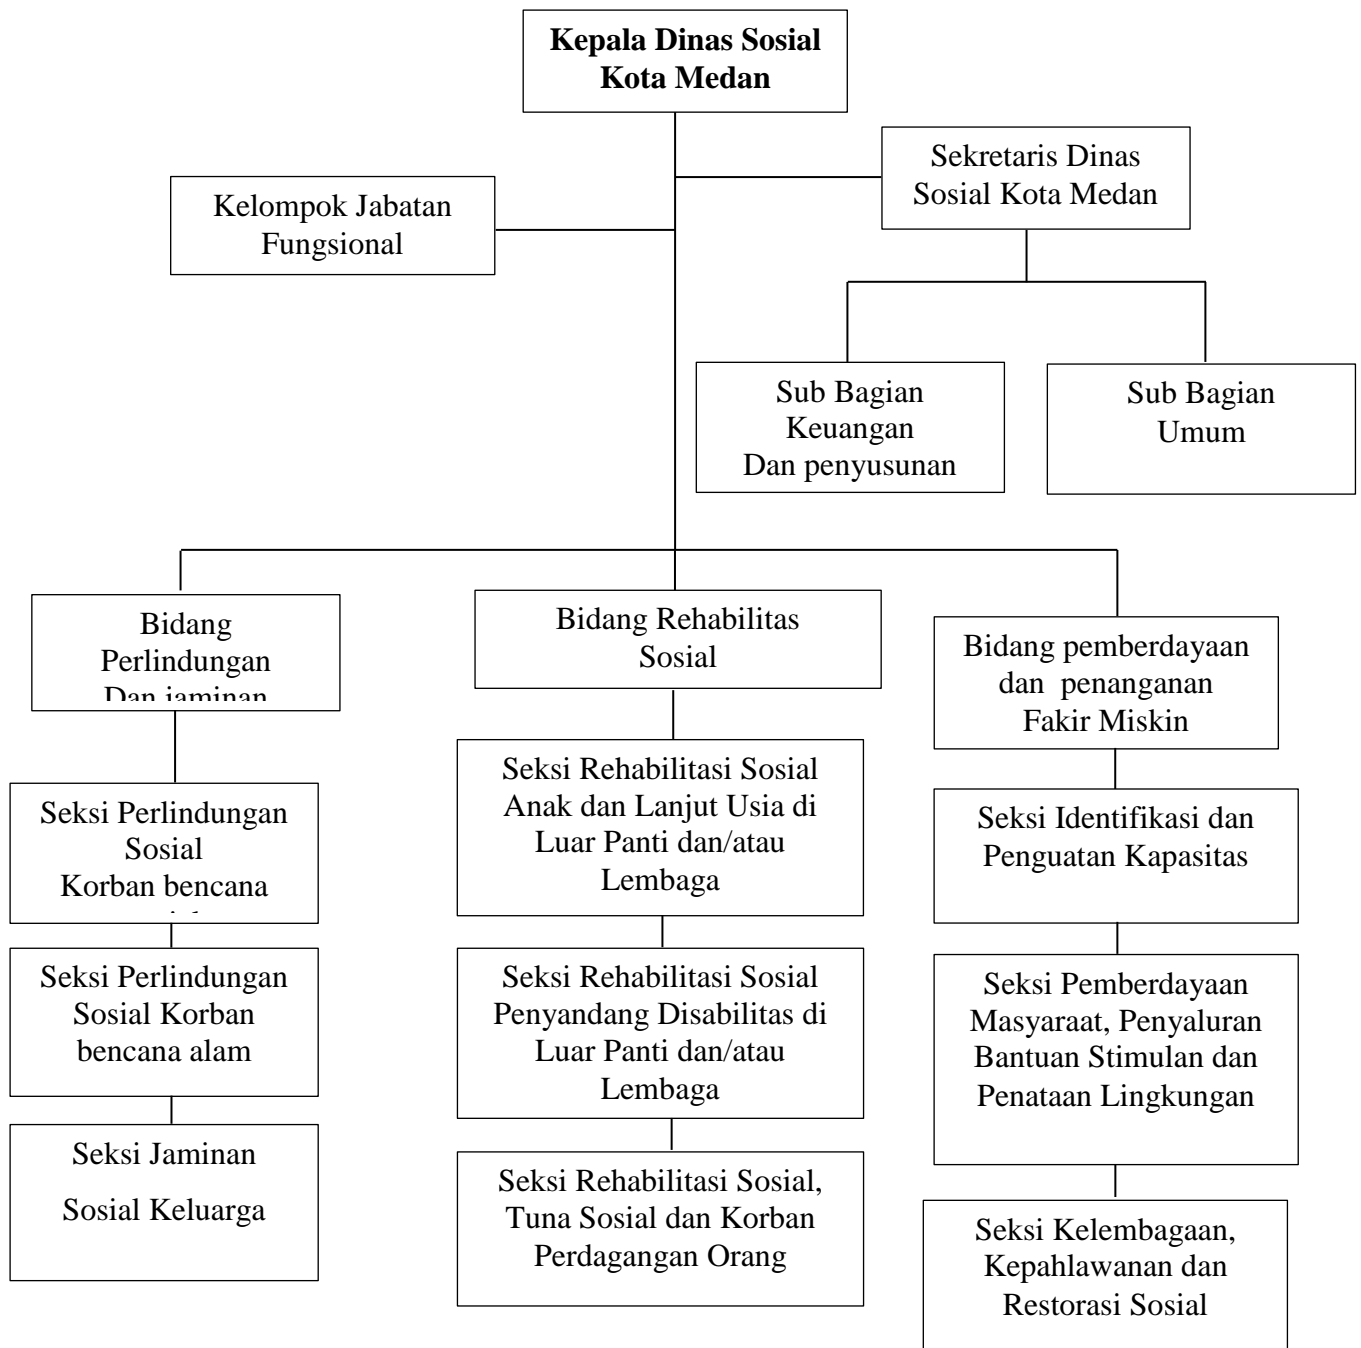 Kepala Dinas Sosial
Kota Medan
Sekretaris Dinas
Sosial Kota Medan
Kelompok Jabatan
Fungsional
Sub Bagian
Keuangan
Dan penyusunan
Sub Bagian
Umum
Bidang
Perlindungan
Dan jaminan
Bidang Rehabilitas
Sosial
Bidang pemberdayaan
dan penanganan
Fakir Miskin
Seksi Perlindungan
Sosial
Korban bencana
Seksi Rehabilitasi Sosial
Anak dan Lanjut Usia di
Luar Panti dan/atau
Lembaga
Seksi Identifikasi dan
Penguatan Kapasitas
Seksi Perlindungan
Sosial Korban
bencana alam
Seksi Rehabilitasi Sosial
Penyandang Disabilitas di
Luar Panti dan/atau
Lembaga
Seksi Pemberdayaan
Masyaraat, Penyaluran
Bantuan Stimulan dan
Penataan Lingkungan
Seksi Jaminan
Sosial Keluarga
Seksi Rehabilitasi Sosial,
Tuna Sosial dan Korban
Perdagangan Orang
Seksi Kelembagaan,
Kepahlawanan dan
Restorasi Sosial